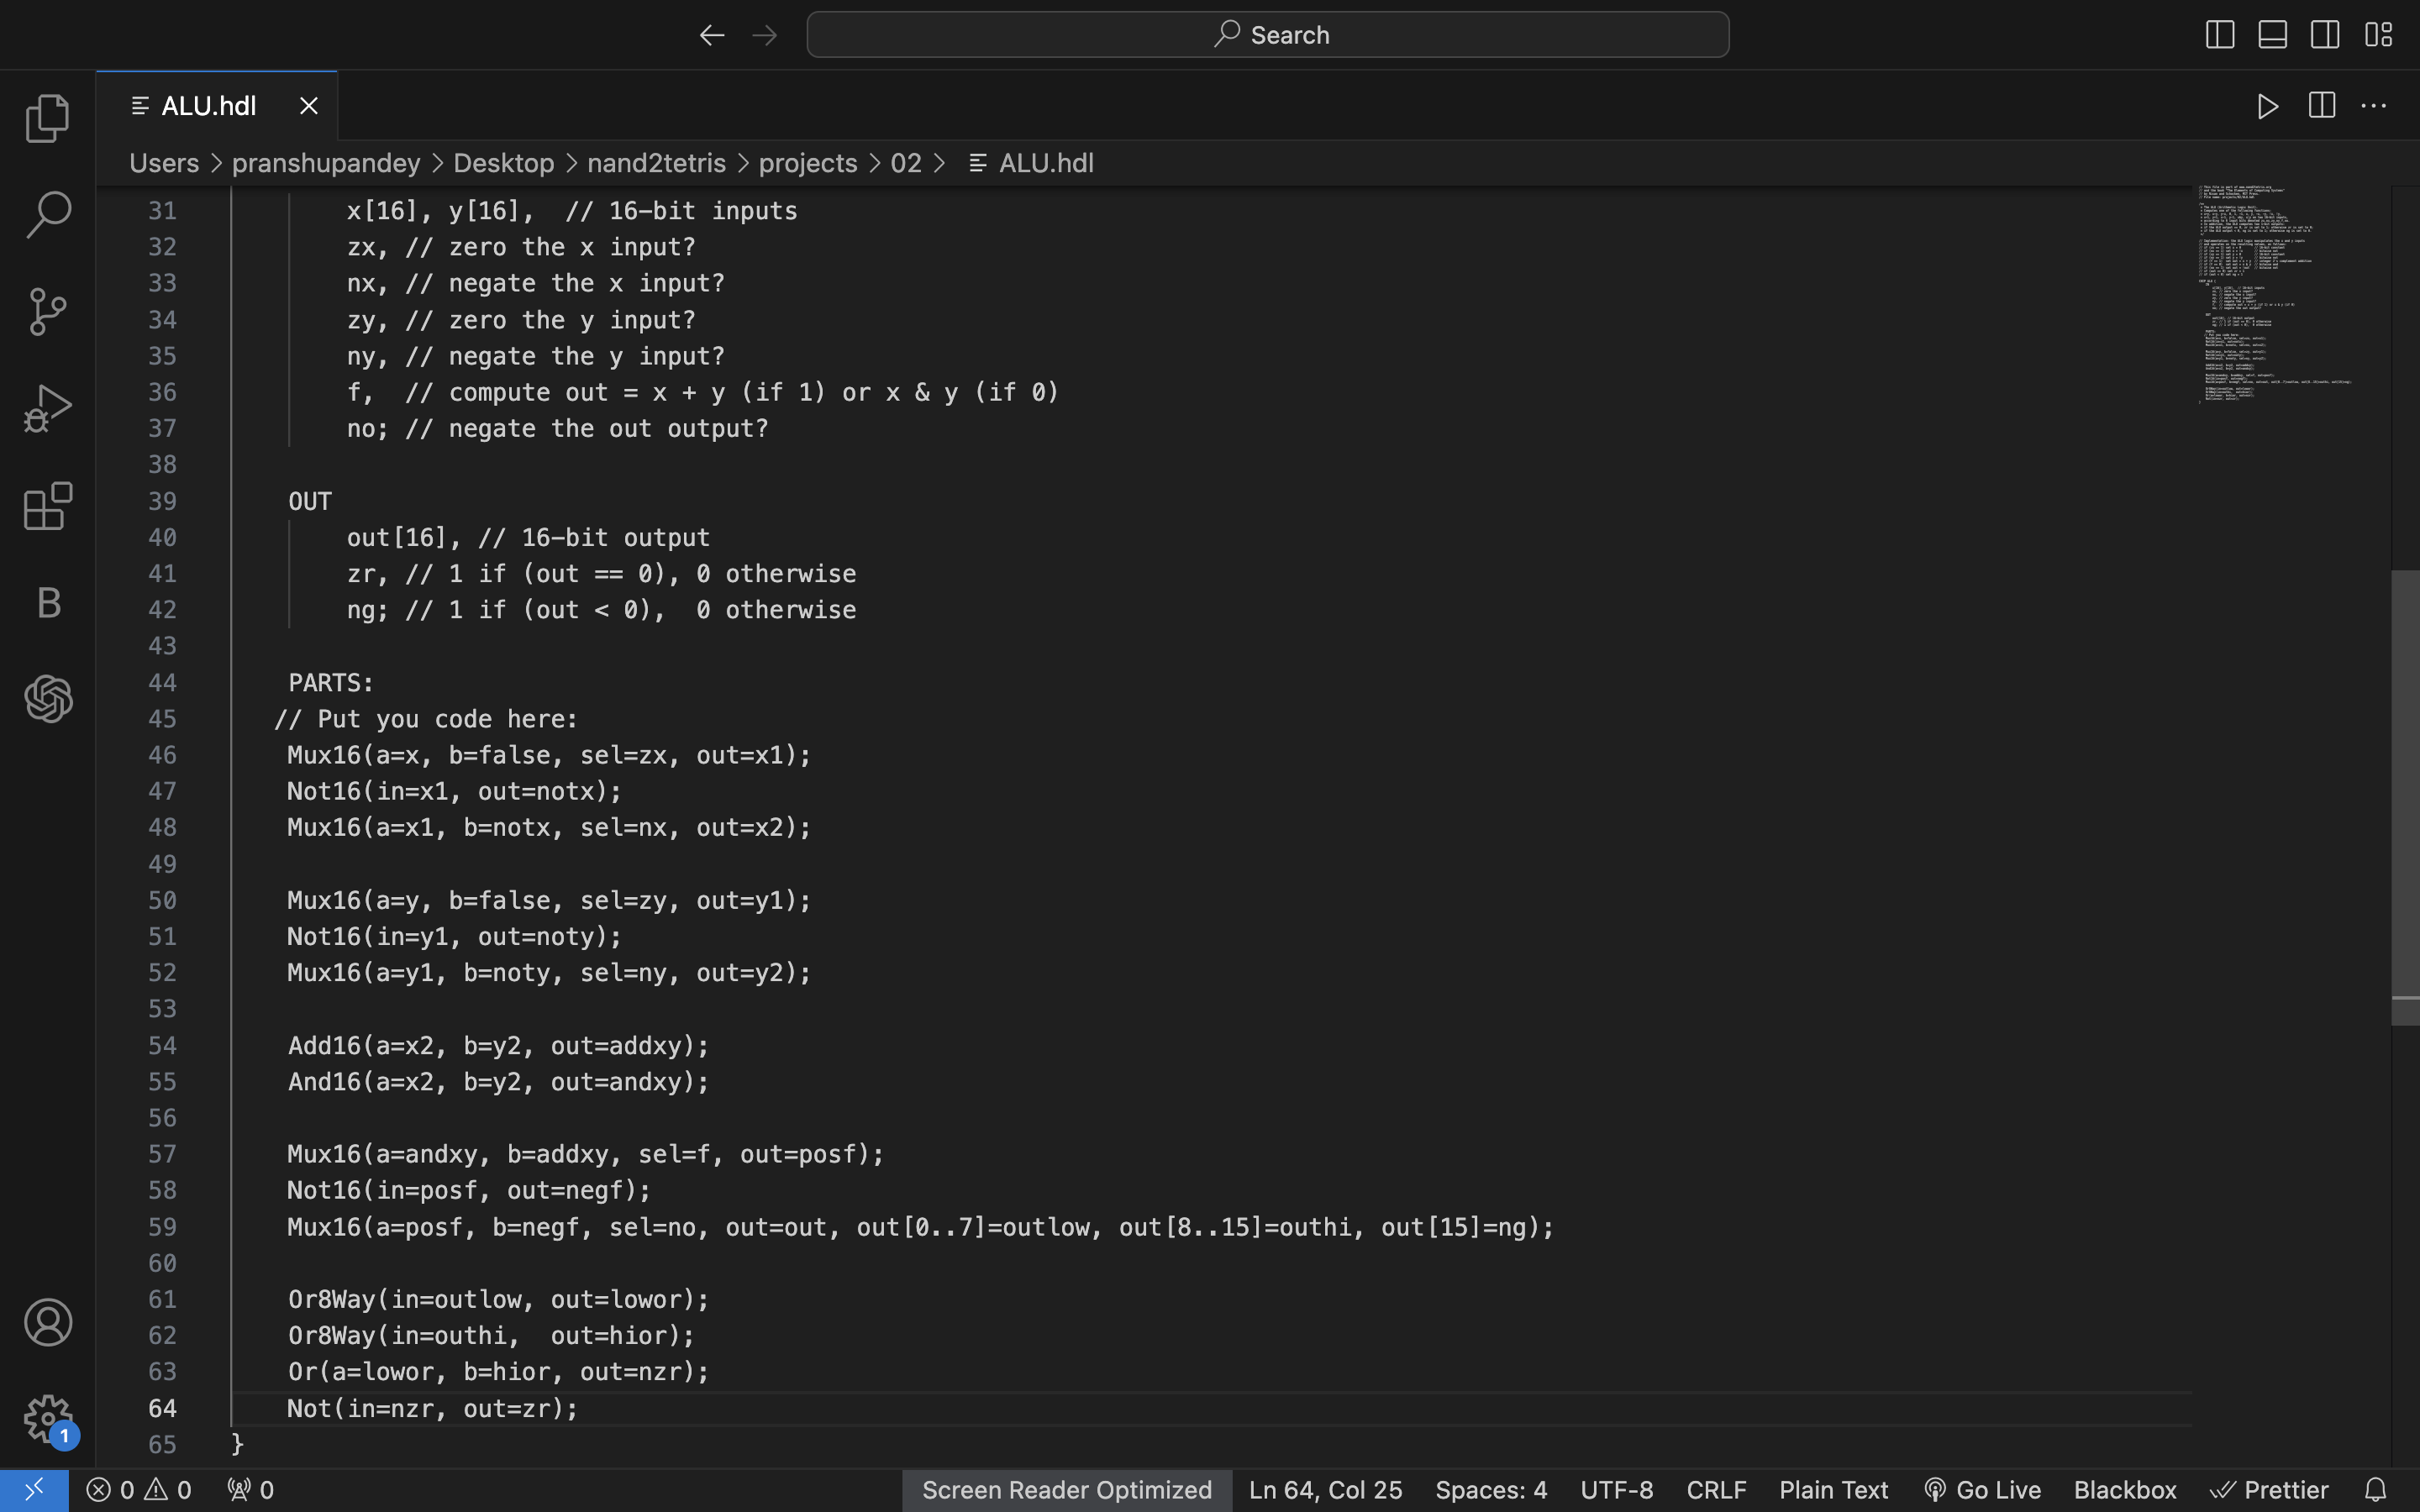 Search
ALU.hdl
Users > pranshupandey > Desktop > nand2tetris > projects > 02 > ALU.hdl
31 x[16], y[16],  // 16-bit inputs
32 zx, // zero the x input?
33 nx, // negate the x input?
34 zy, // zero the y input?
35 ny, // negate the y input?
36 f,  // compute out = x + y (if 1) or x & y (if 0)
37 no; // negate the out output?
38
39 OUT
40 out[16], // 16-bit output
41 zr, // 1 if (out == 0), 0 otherwise
42 ng; // 1 if (out < 0),  0 otherwise
43
44 PARTS:
45 // Put you code here:
46 Mux16(a=x, b=false, sel=zx, out=x1);
47 Not16(in=x1, out=notx);
48 Mux16(a=x1, b=notx, sel=nx, out=x2);
49
50 Mux16(a=y, b=false, sel=zy, out=y1);
51 Not16(in=y1, out=noty);
52 Mux16(a=y1, b=noty, sel=ny, out=y2);
53
54 Add16(a=x2, b=y2, out=addxy);
55 And16(a=x2, b=y2, out=andxy);
56
57 Mux16(a=andxy, b=addxy, sel=f, out=posf);
58 Not16(in=posf, out=negf);
59 Mux16(a=posf, b=negf, sel=no, out=out, out[0..7]=outlow, out[8..15]=outhi, out[15]=ng);
60
61 Or8Way(in=outlow, out=lowor);
62 Or8Way(in=outhi,  out=hior);
63 Or(a=lowor, b=hior, out=nzr);
64 Not(in=nzr, out=zr);
65 }
B
1
0 0 0 Screen Reader Optimized Ln 64, Col 25 Spaces: 4 UTF-8 CRLF Plain Text Go Live Blackbox Prettier